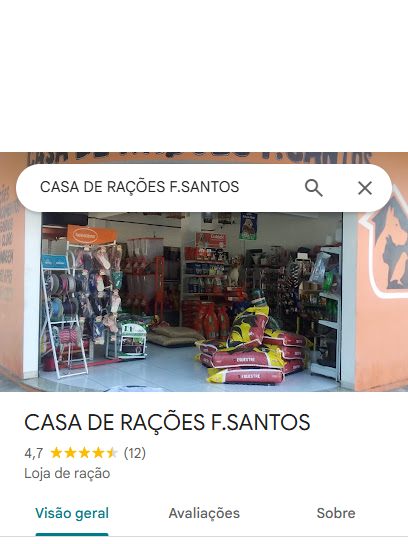 CASA DE RAÇÕES F.SANTOS
CASA DE RAÇÕES F.SANTOS
4,7 (12)
Loja de ração
Visão geral Avaliações Sobre